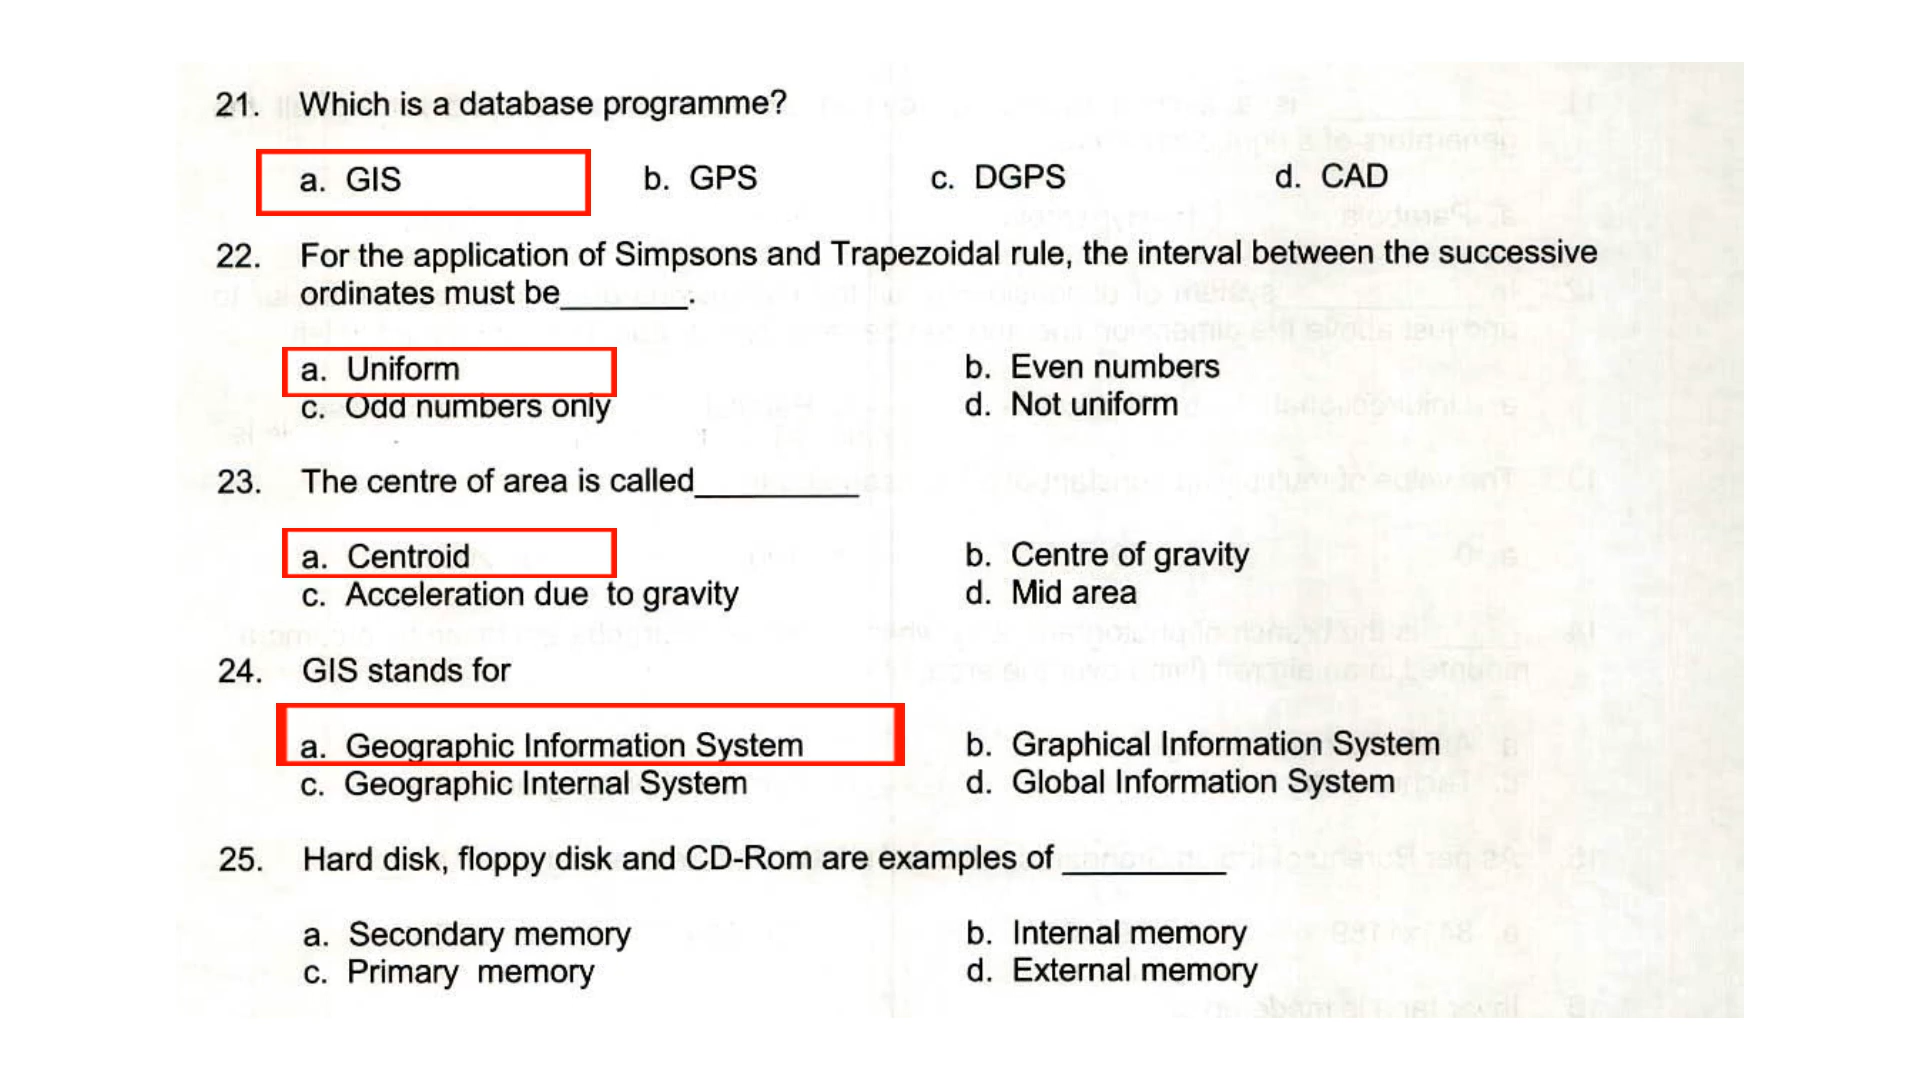 21. Which is a database programme?
a. GIS b. GPS c. DGPS d. CAD
22. For the application of Simpsons and Trapezoidal rule, the interval between the successive
ordinates must be_______.
a. Uniform b. Even numbers
c. Odd numbers only d. Not uniform
23. The centre of area is called_________
a. Centroid b. Centre of gravity
c. Acceleration due to gravity d. Mid area
24. GIS stands for
a. Geographic Information System b. Graphical Information System
c. Geographic Internal System d. Global Information System
25. Hard disk, floppy disk and CD-Rom are examples of _________
a. Secondary memory b. Internal memory
c. Primary memory d. External memory